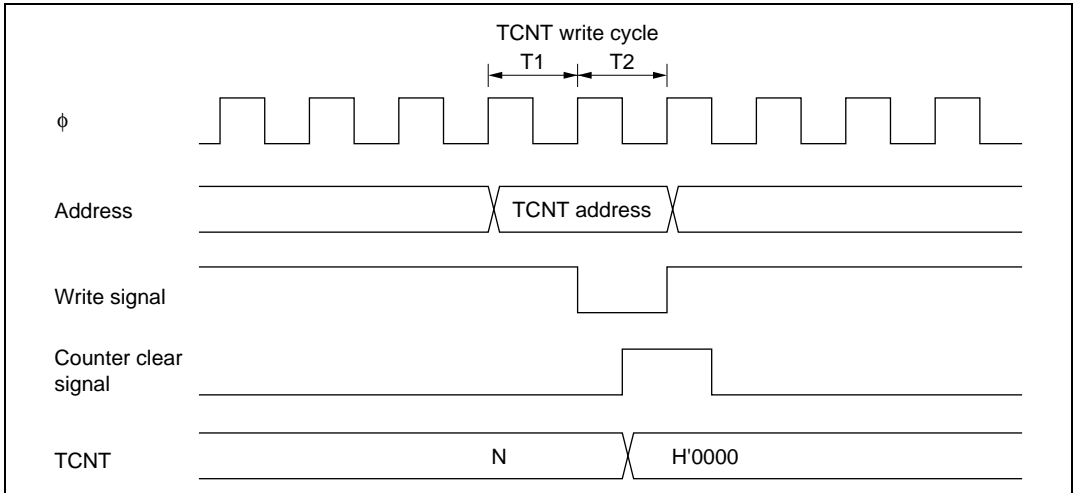 TCNT write cycle
T1 T2
ϕ
Address
TCNT address
Write signal
Counter clear
signal
TCNT
N
H'0000